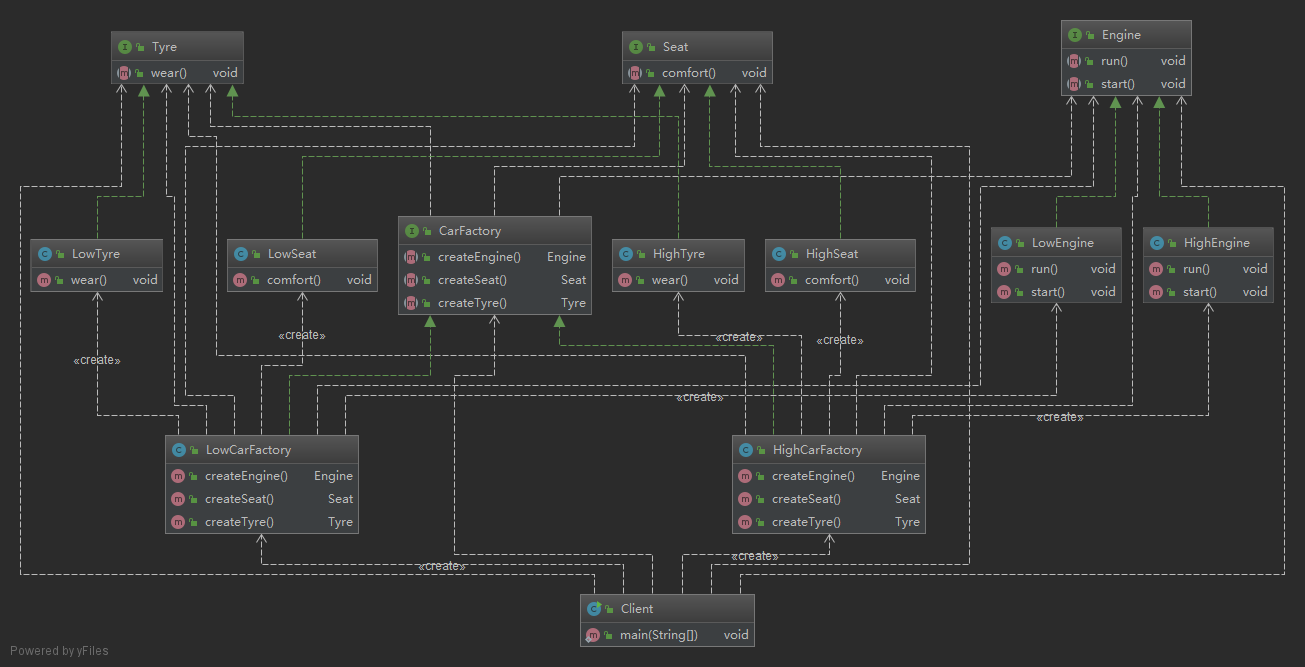 Tyre
wear() void
Seat
comfort() void
Engine
run() void
start() void
LowTyre
wear() void
LowSeat
comfort() void
CarFactory
createEngine() Engine
createSeat() Seat
createTyre() Tyre
HighTyre
wear() void
HighSeat
comfort() void
LowEngine
run() void
start() void
HighEngine
run() void
start() void
«create»
«create»
«create»
«create»
«create»
«create»
LowCarFactory
createEngine() Engine
createSeat() Seat
createTyre() Tyre
HighCarFactory
createEngine() Engine
createSeat() Seat
createTyre() Tyre
«create»
«create»
Client
main(String[]) void
Powered by yFiles